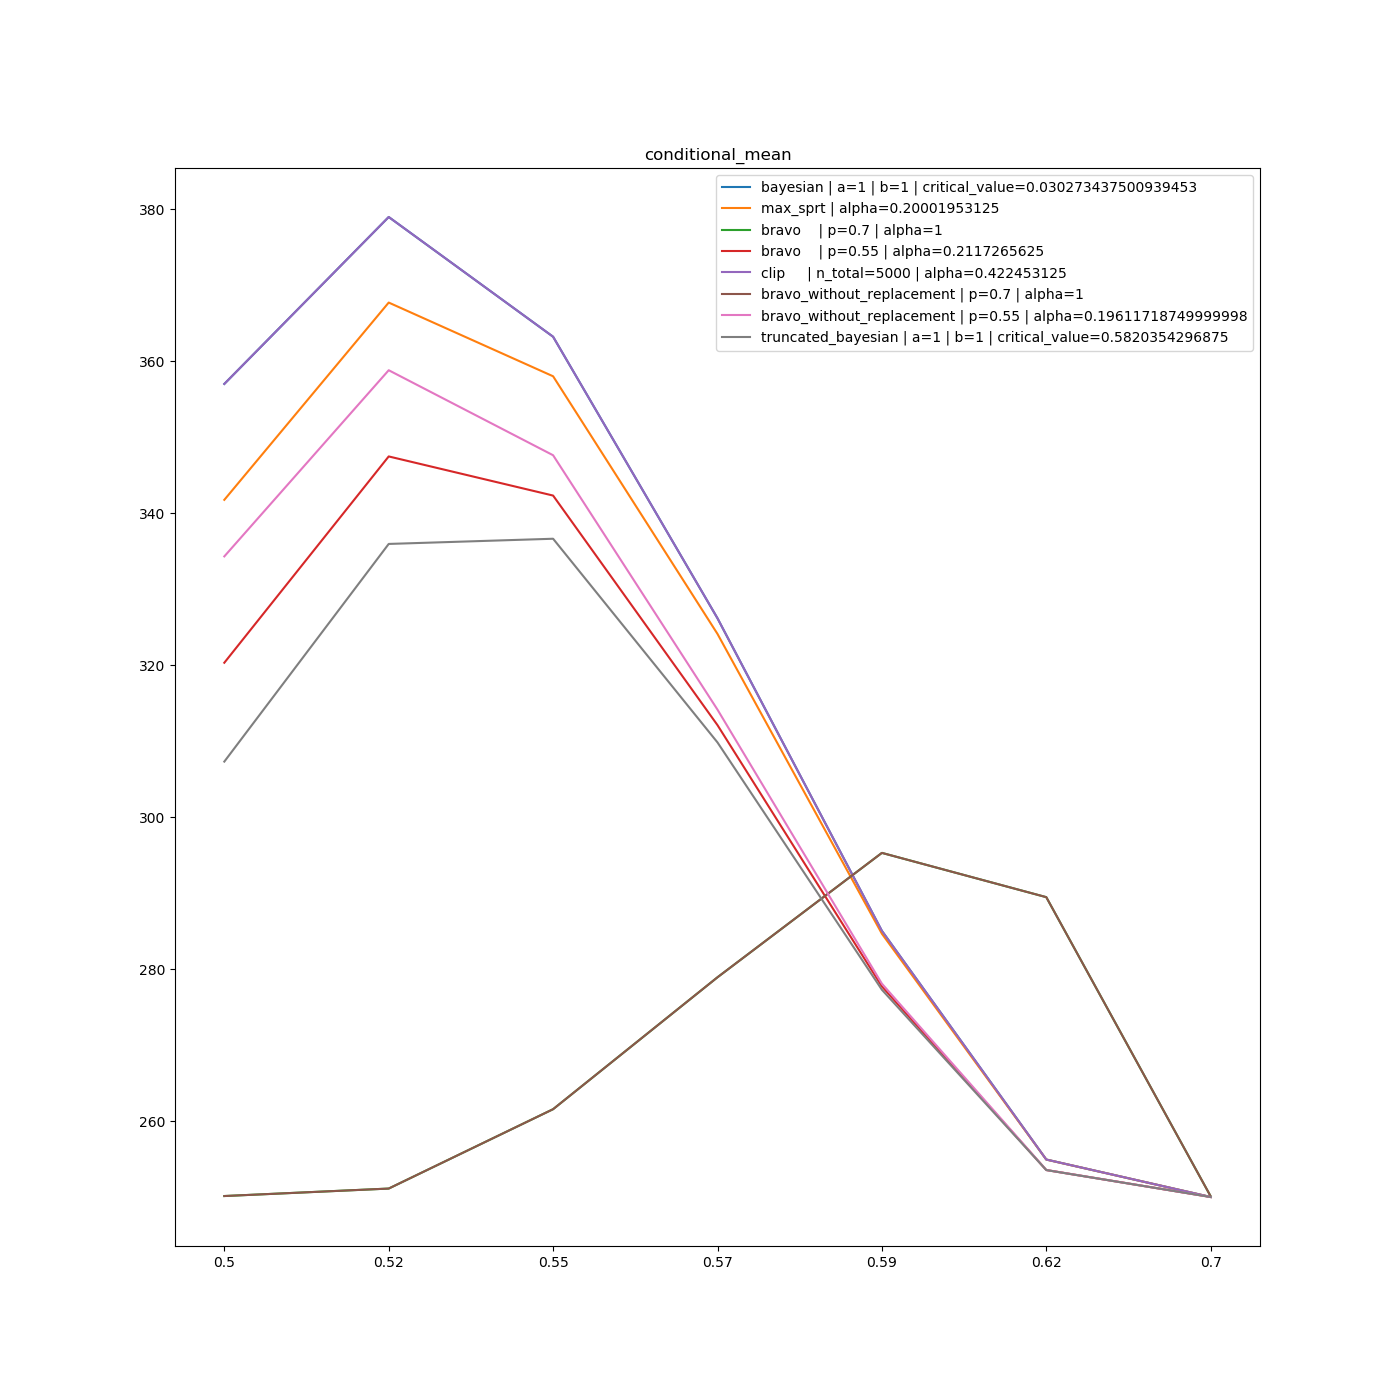 conditional_mean
bayesian | a=1 | b=1 | critical_value=0.030273437500939453
max_sprt | alpha=0.20001953125
bravo    | p=0.7 | alpha=1
bravo    | p=0.55 | alpha=0.2117265625
clip     | n_total=5000 | alpha=0.422453125
bravo_without_replacement | p=0.7 | alpha=1
bravo_without_replacement | p=0.55 | alpha=0.19611718749999998
truncated_bayesian | a=1 | b=1 | critical_value=0.5820354296875
380
360
340
320
300
280
260
0.5 0.52 0.55 0.57 0.59 0.62 0.7